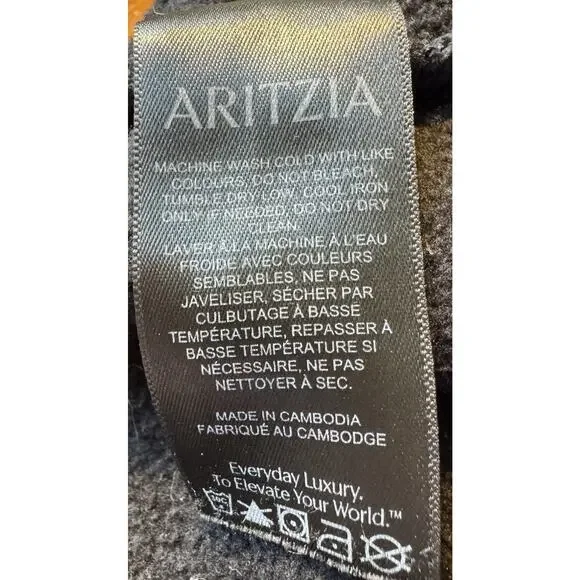 ARITZIA
MACHINE WASH COLD WITH LIKE
COLOURS, DO NOT BLEACH,
TUMBLE DRY LOW, COOL IRON
ONLY IF NEEDED, DO NOT DRY
CLEAN.
LAVER À LA MACHINE À L'EAU
FROIDE AVEC COULEURS
SEMBLABLES, NE PAS
JAVELISER, SÉCHER PAR
CULBUTAGE À BASSE
TEMPÉRATURE, REPASSER À
BASSE TEMPÉRATURE SI
NÉCESSAIRE, NE PAS
NETTOYER À SEC.
MADE IN CAMBODIA
FABRIQUÉ AU CAMBODGE
Everyday Luxury.
To Elevate Your World.™